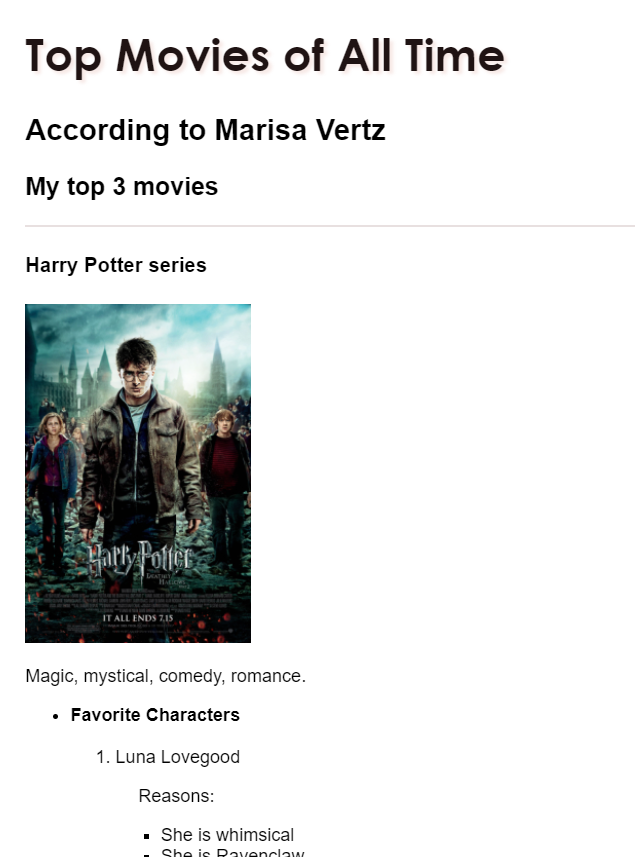 Top Movies of All Time
According to Marisa Vertz
My top 3 movies
Harry Potter series
Harry Potter
IT ALL ENDS 7.15
Magic, mystical, comedy, romance.
• Favorite Characters
1. Luna Lovegood
Reasons:
▪ She is whimsical
▪ She is Ravenclaw